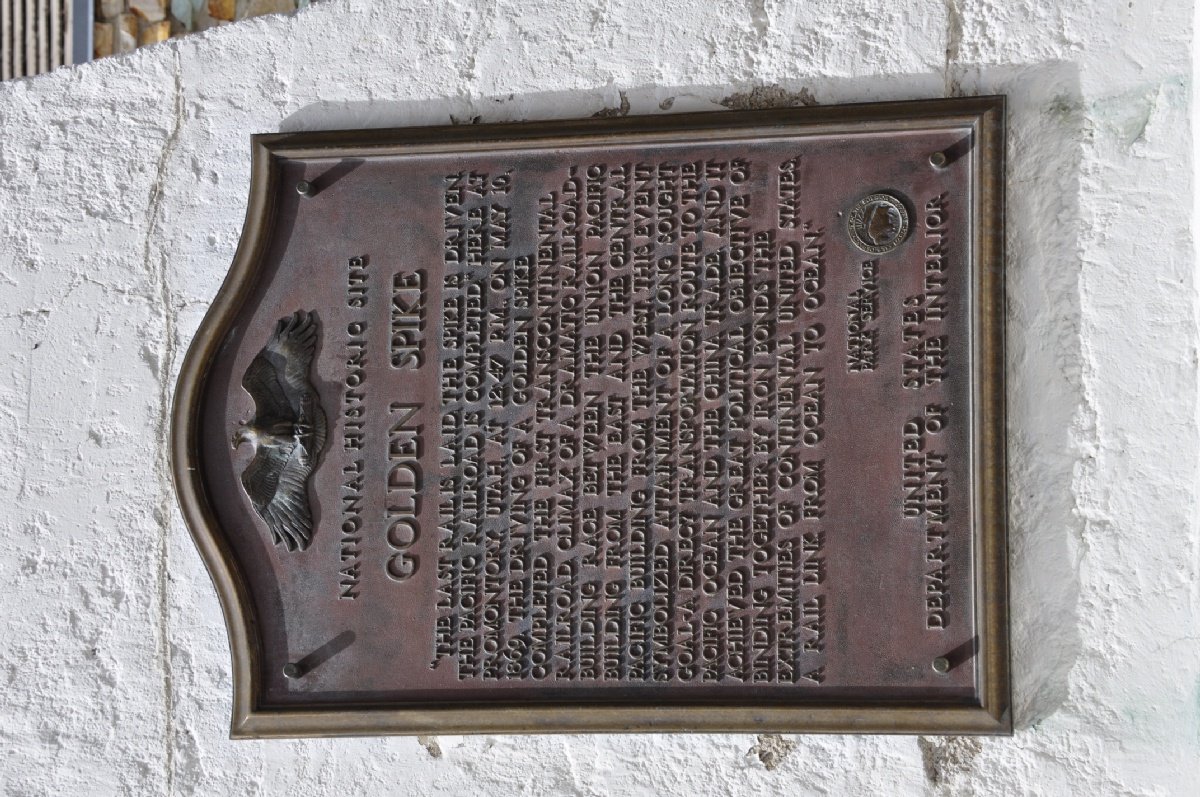 NATIONAL HISTORIC SITE
GOLDEN SPIKE
"THE LAST RAIL IS LAID! THE SPIKE IS DRIVEN!
THE PACIFIC RAILROAD IS COMPLETED!" HERE AT
PROMONTORY, UTAH, AT 12:47 P.M. ON MAY 10,
1869, THE DRIVING OF A GOLDEN SPIKE
COMPLETED THE FIRST TRANSCONTINENTAL
RAILROAD. CLIMAX OF A DRAMATIC RAILROAD-
BUILDING RACE BETWEEN THE UNION PACIFIC
BUILDING FROM THE EAST AND THE CENTRAL
PACIFIC BUILDING FROM THE WEST, THIS EVENT
SYMBOLIZED ATTAINMENT OF A LONG SOUGHT
GOAL-A DIRECT TRANSPORTATION ROUTE TO THE
PACIFIC OCEAN AND THE CHINA TRADE, AND IT
ACHIEVED THE GREAT POLITICAL OBJECTIVE OF
BINDING TOGETHER BY IRON BONDS THE
EXTREMITIES OF CONTINENTAL UNITED STATES,
A RAIL LINK FROM OCEAN TO OCEAN."
NATIONAL
PARK SERVICE
UNITED STATES
DEPARTMENT OF THE INTERIOR